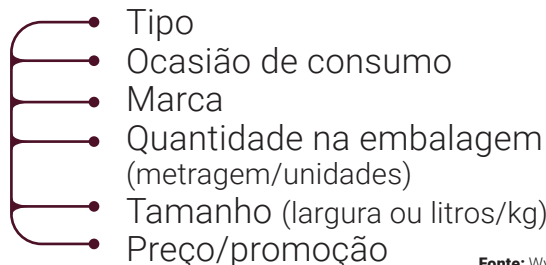 Tipo
Ocasião de consumo
Marca
Quantidade na embalagem
(metragem/unidades)
Tamanho (largura ou litros/kg)
Preço/promoção
Fonte: